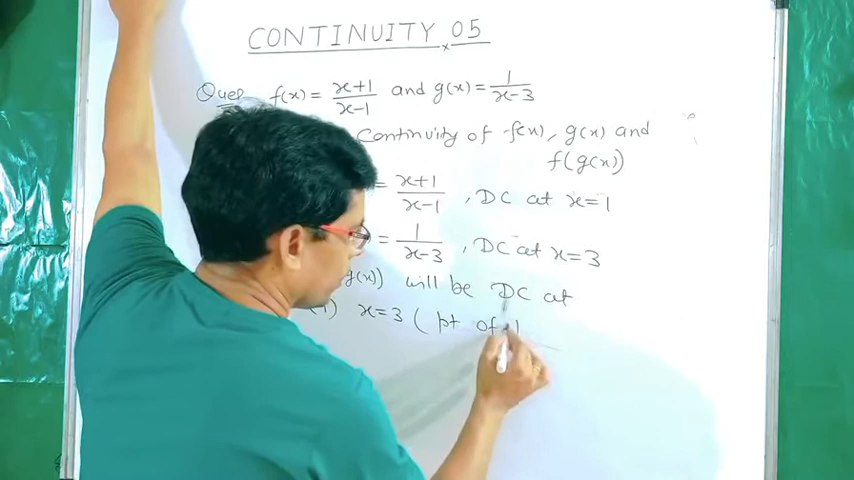 CONTINUITY 05
Ques f(x) = x+1/x-1 and g(x) = 1/x-3
Continuity of f(x), g(x) and
f(g(x))
= x+1/x-1 , DC at x=1
= 1/x-3 , DC at x=3
g(x)) will be DC at
x=3 ( pt of